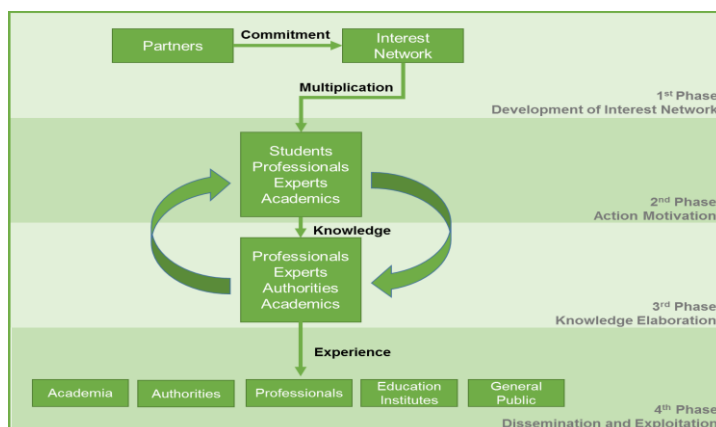 Partners
Commitment
Interest
Network
Multiplication
1st Phase
Development of Interest Network
Students
Professionals
Experts
Academics
2nd Phase
Action Motivation
Knowledge
Professionals
Experts
Authorities
Academics
3rd Phase
Knowledge Elaboration
Experience
Academia
Authorities
Professionals
Education
Institutes
General
Public
4th Phase
Dissemination and Exploitation